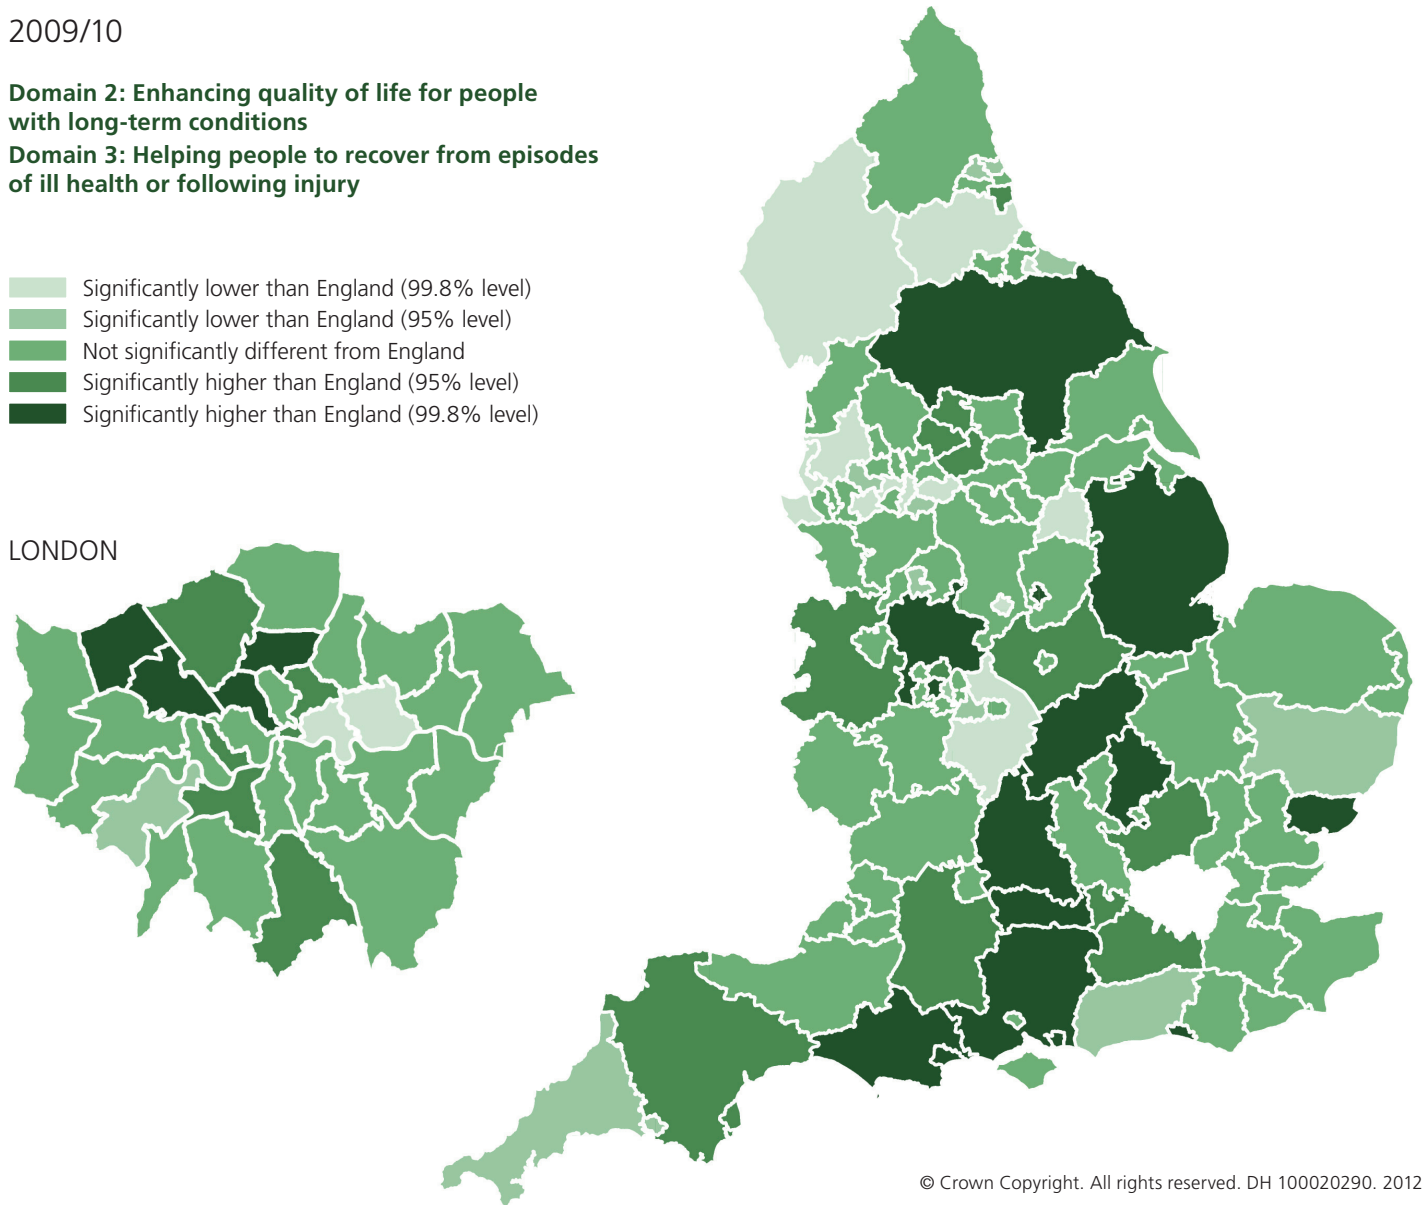 2009/10
Domain 2: Enhancing quality of life for people
with long-term conditions
Domain 3: Helping people to recover from episodes
of ill health or following injury
Significantly lower than England (99.8% level)
Significantly lower than England (95% level)
Not significantly different from England
Significantly higher than England (95% level)
Significantly higher than England (99.8% level)
LONDON
© Crown Copyright. All rights reserved. DH 100020290. 2012